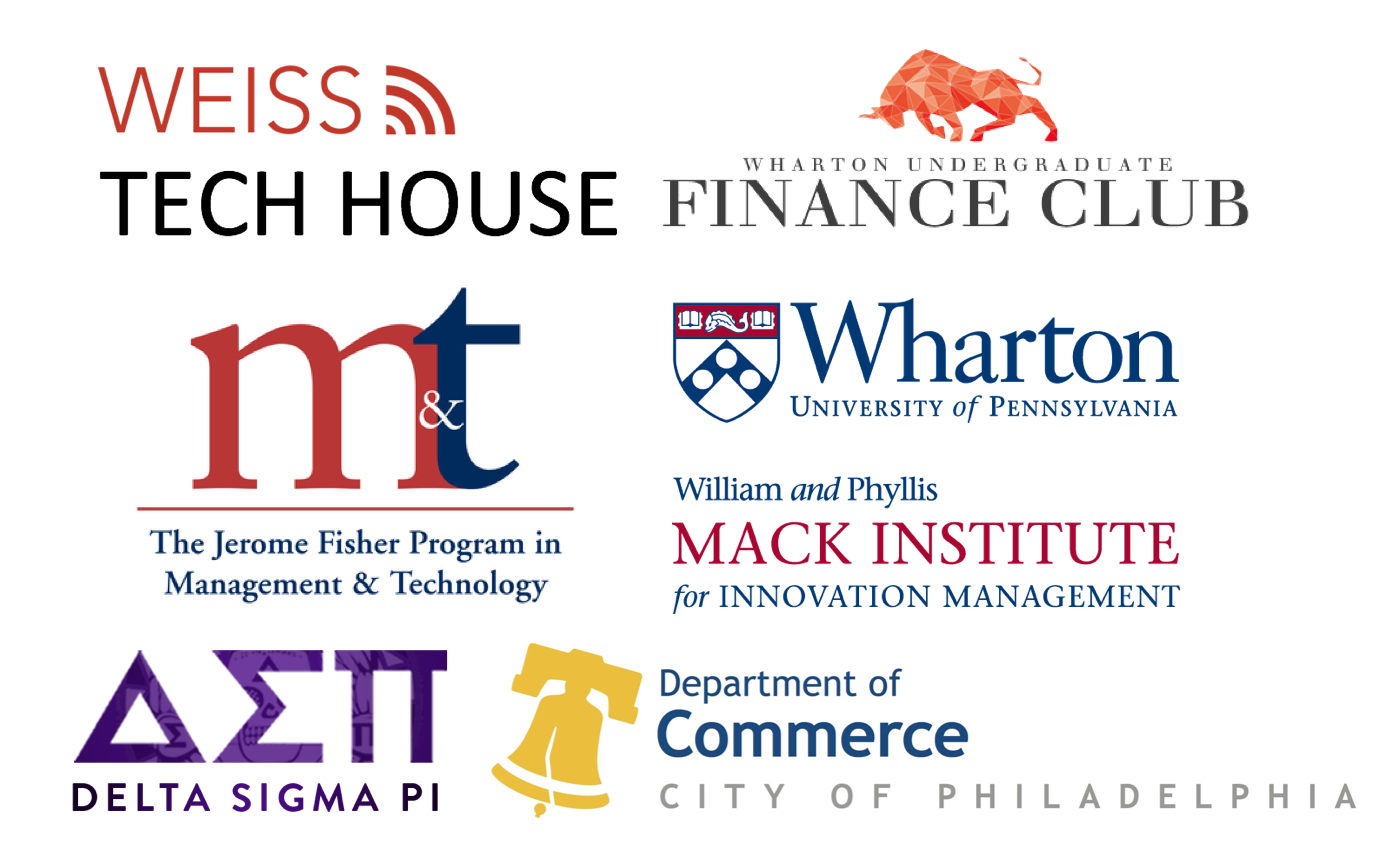 WEISS
TECH HOUSE
WHARTON UNDERGRADUATE
FINANCE CLUB
m&t
The Jerome Fisher Program in
Management & Technology
Wharton
UNIVERSITY of PENNSYLVANIA
William and Phyllis
MACK INSTITUTE
for INNOVATION MANAGEMENT
ΔΣΠ
DELTA SIGMA PI
Department of
Commerce
CITY OF PHILADELPHIA